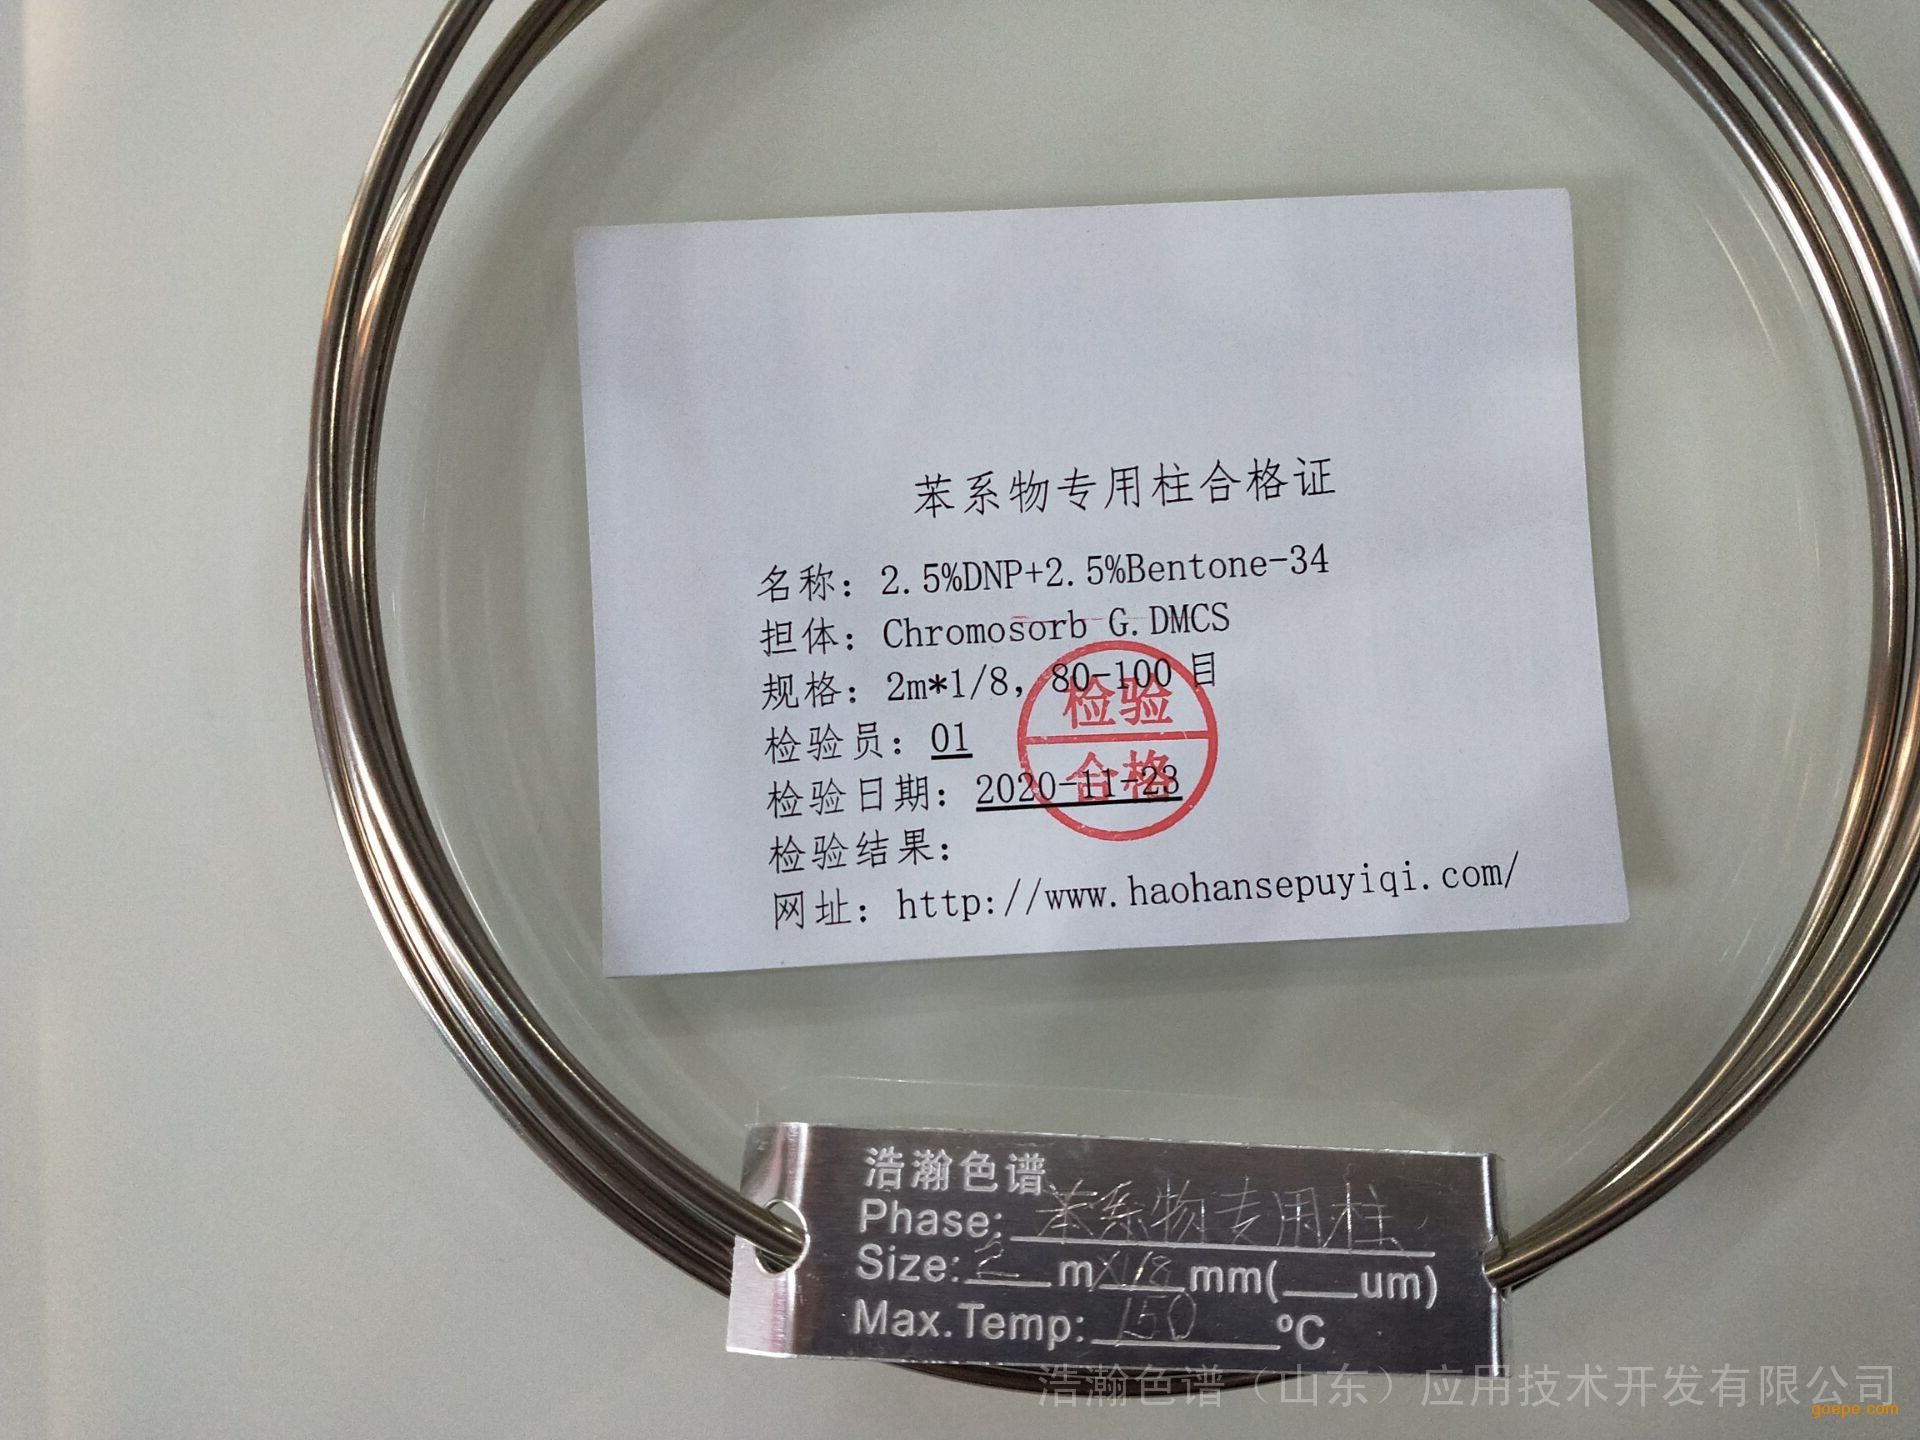 苯系物专用柱合格证
名称：2.5%DNP+2.5%Bentone-34
担体：Chromosorb G.DMCS
规格：2m*1/8，80-100 目
检验员：01
检验日期：2020-11-23
检验结果：
网址：http://www.haohansepuyiqi.com/
检验
合格
浩瀚色谱
Phase: 苯系物专用柱
Size: 2 m×1/8 mm( um)
Max.Temp: 150 ºC
浩瀚色谱（山东）应用技术开发有限公司
goepe.com